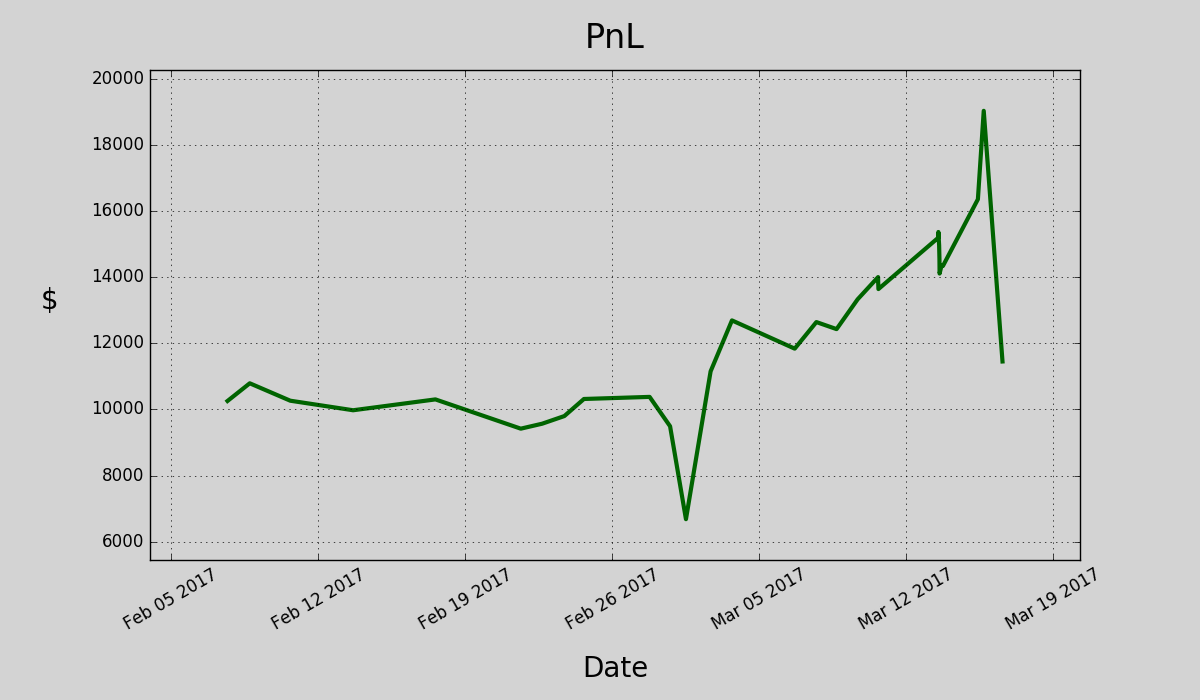 PnL
20000
18000
16000
14000
12000
10000
8000
6000
$
Feb 05 2017
Feb 12 2017
Feb 19 2017
Feb 26 2017
Mar 05 2017
Mar 12 2017
Mar 19 2017
Date